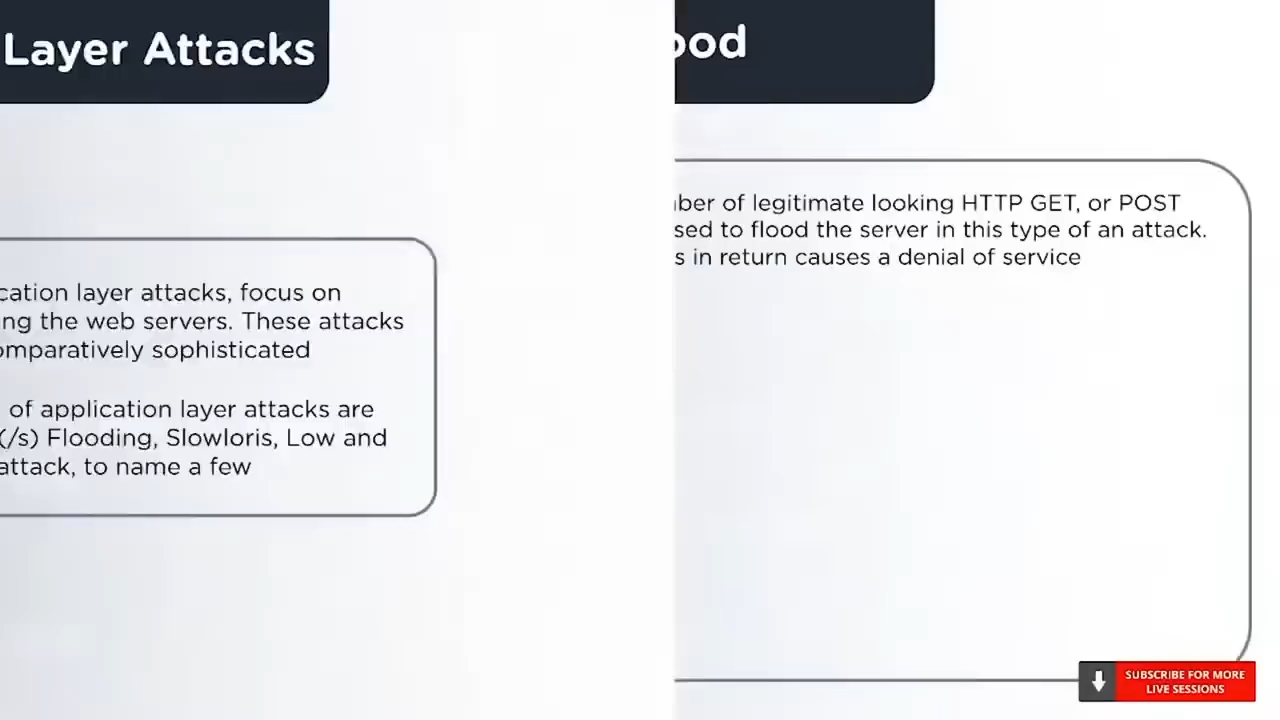 Layer Attacks
cation layer attacks, focus on
ng the web servers. These attacks
omparatively sophisticated
of application layer attacks are
(/s) Flooding, Slowloris, Low and
attack, to name a few
ood
ber of legitimate looking HTTP GET, or POST
sed to flood the server in this type of an attack.
s in return causes a denial of service
SUBSCRIBE FOR MORE
LIVE SESSIONS